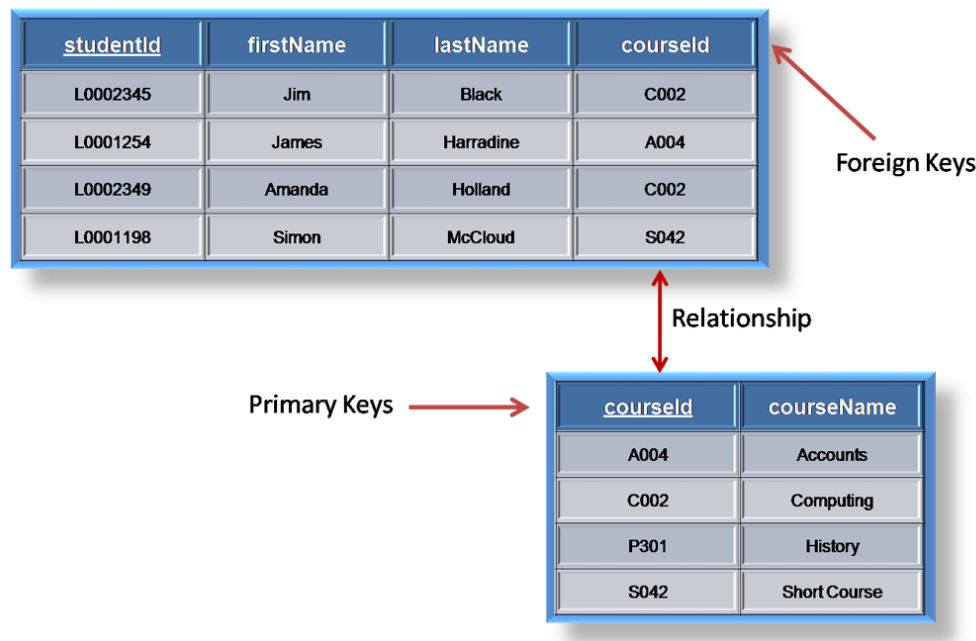 studentId firstName lastName courseId
L0002345 Jim Black C002
L0001254 James Harradine A004
Foreign Keys
L0002349 Amanda Holland C002
L0001198 Simon McCloud S042
Relationship
Primary Keys
courseId courseName
A004 Accounts
C002 Computing
P301 History
S042 Short Course